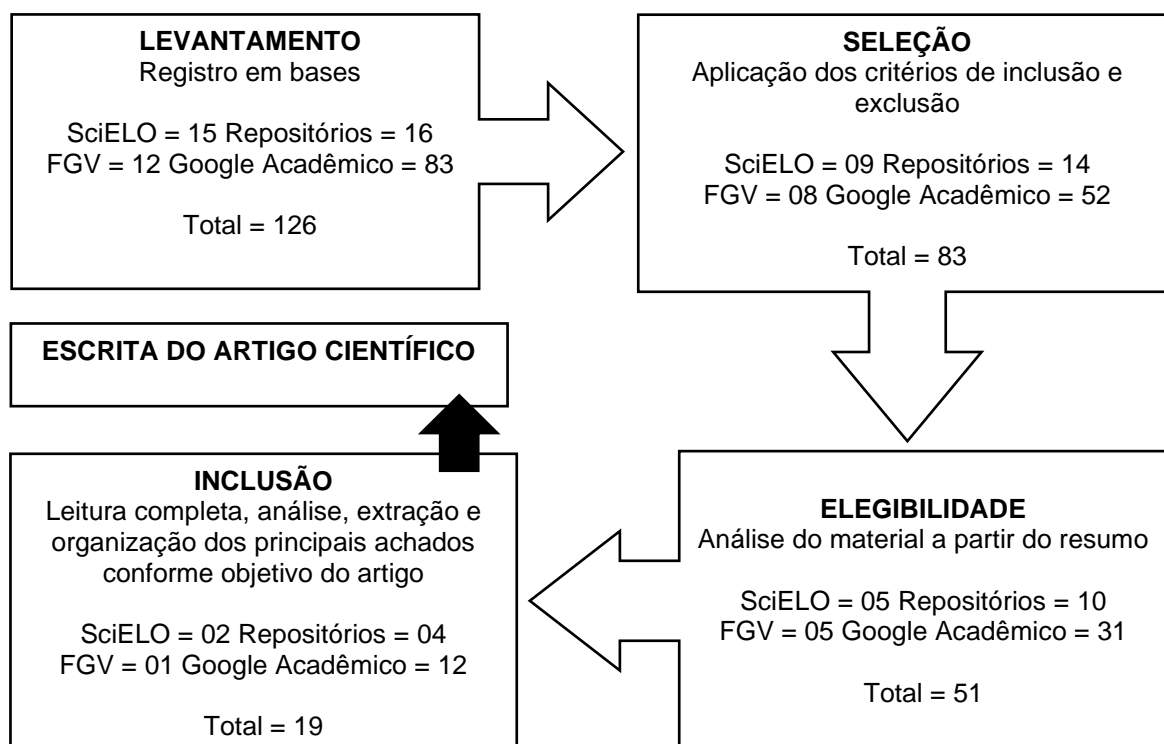 LEVANTAMENTO
Registro em bases
SciELO = 15 Repositórios = 16
FGV = 12 Google Acadêmico = 83
Total = 126
SELEÇÃO
Aplicação dos critérios de inclusão e
exclusão
SciELO = 09 Repositórios = 14
FGV = 08 Google Acadêmico = 52
Total = 83
ELEGIBILIDADE
Análise do material a partir do resumo
SciELO = 05 Repositórios = 10
FGV = 05 Google Acadêmico = 31
Total = 51
INCLUSÃO
Leitura completa, análise, extração e
organização dos principais achados
conforme objetivo do artigo
SciELO = 02 Repositórios = 04
FGV = 01 Google Acadêmico = 12
Total = 19
ESCRITA DO ARTIGO CIENTÍFICO